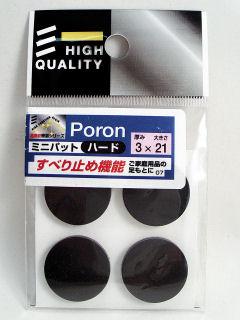 HIGH
QUALITY
Poron
厚み 大きさ
3×21
ミニパット ハード
すべり止め機能
ご家庭用品の
足もとに 07